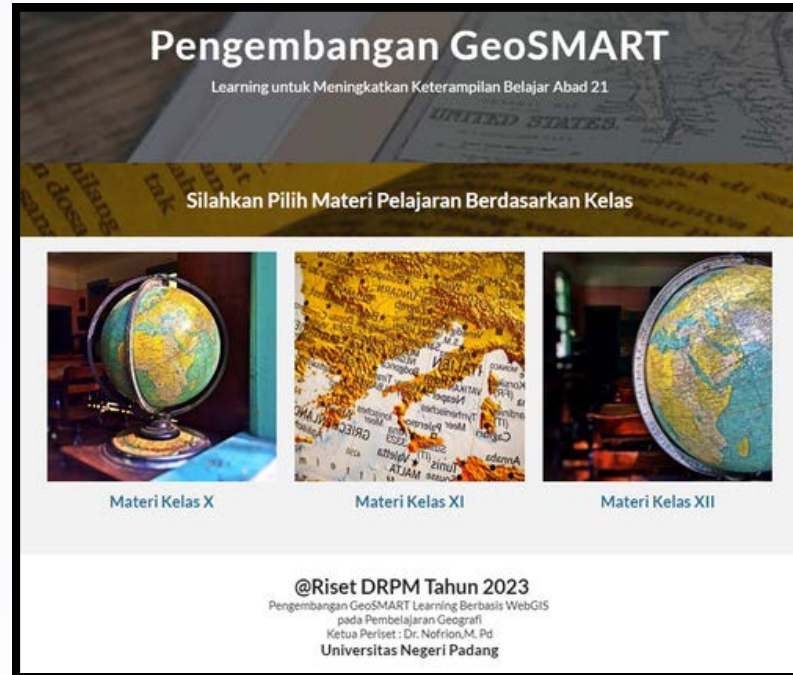 Pengembangan GeoSMART
Learning untuk Meningkatkan Keterampilan Belajar Abad 21
UNITED STATES.
Silahkan Pilih Materi Pelajaran Berdasarkan Kelas
Materi Kelas X
Materi Kelas XI
Materi Kelas XII
@Riset DRPM Tahun 2023
Pengembangan GeoSMART Learning Berbasis WebGIS
pada Pembelajaran Geografi
Ketua Periset : Dr. Nofrion,M. Pd
Universitas Negeri Padang